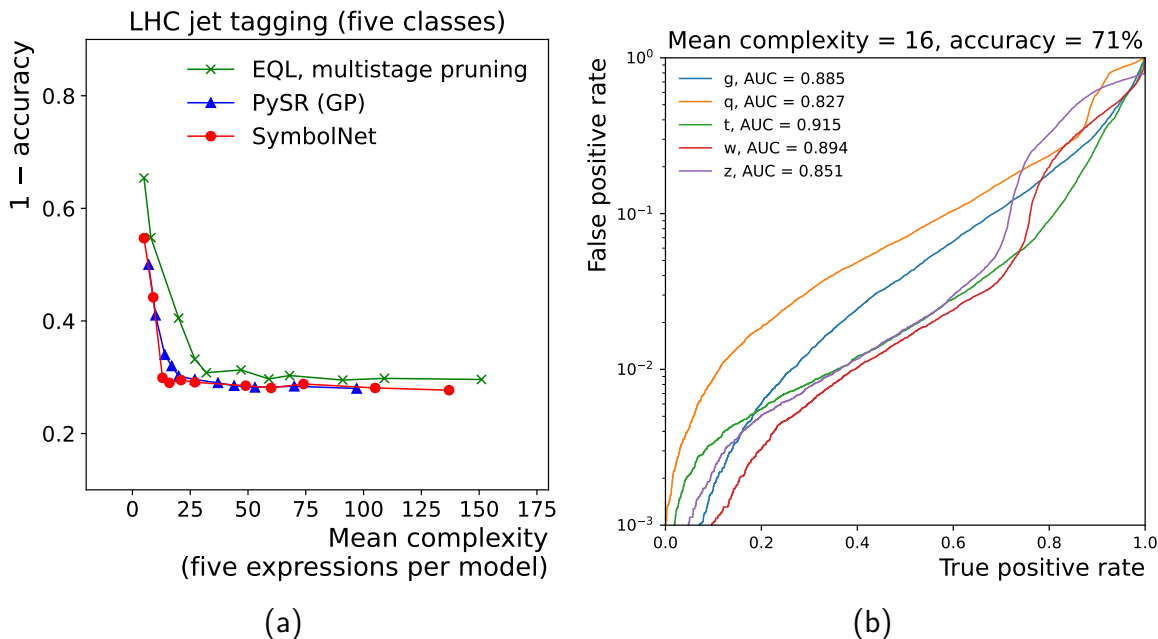 LHC jet tagging (five classes)
1 − accuracy
0.8
0.6
0.4
0.2
EQL, multistage pruning
PySR (GP)
SymbolNet
0 25 50 75 100 125 150 175
Mean complexity
(five expressions per model)
(a)
Mean complexity = 16, accuracy = 71%
False positive rate
10⁰
10⁻¹
10⁻²
10⁻³
g, AUC = 0.885
q, AUC = 0.827
t, AUC = 0.915
w, AUC = 0.894
z, AUC = 0.851
0.0 0.2 0.4 0.6 0.8 1.0
True positive rate
(b)